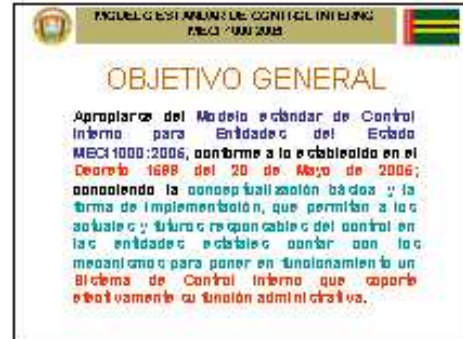 MODELO ESTANDAR DE CONTROL INTERNO
MECI 1000:2005
OBJETIVO GENERAL
Apropiarse del Modelo estándar de Control
Interno para Entidades del Estado
MECI 1000:2005, conforme a lo establecido en el
Decreto 1599 del 20 de Mayo de 2005;
conociendo la conceptualización básica y la
forma de implementación, que permitan a los
actuales y futuros responsables del control en
las entidades estatales contar con los
mecanismos para poner en funcionamiento un
Sistema de Control Interno que soporte
efectivamente su función administrativa.